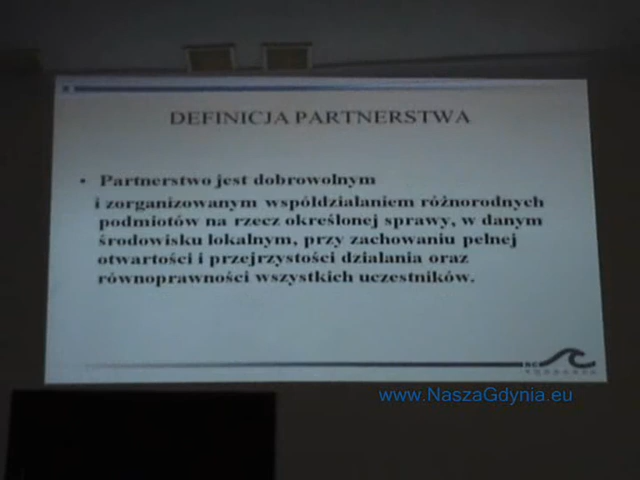 DEFINICJA PARTNERSTWA
• Partnerstwo jest dobrowolnym
i zorganizowanym współdziałaniem różnorodnych
podmiotów na rzecz określonej sprawy, w danym
środowisku lokalnym, przy zachowaniu pełnej
otwartości i przejrzystości działania oraz
równoprawności wszystkich uczestników.
www.NaszaGdynia.eu